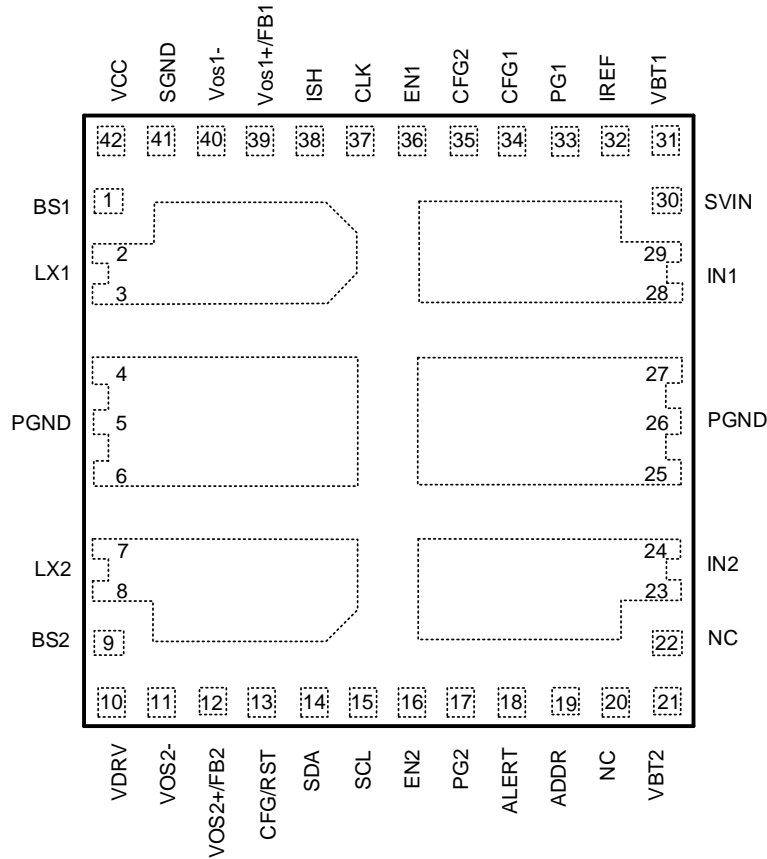 VCC
SGND
Vos1-
Vos1+/FB1
ISH
CLK
EN1
CFG2
CFG1
PG1
IREF
VBT1
42
41
40
39
38
37
36
35
34
33
32
31
BS1
1
30
SVIN
LX1
2
3
29
28
IN1
PGND
4
5
6
27
26
25
PGND
LX2
7
8
24
23
IN2
BS2
9
22
NC
10
11
12
13
14
15
16
17
18
19
20
21
VDRV
VOS2-
VOS2+/FB2
CFG/RST
SDA
SCL
EN2
PG2
ALERT
ADDR
NC
VBT2